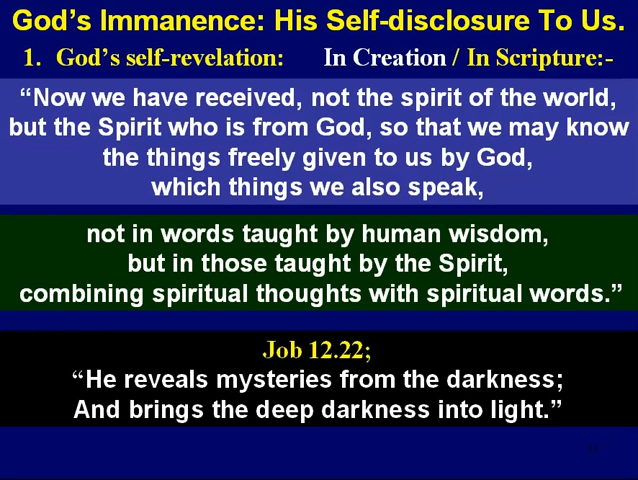 God's Immanence: His Self-disclosure To Us.
1. God's self-revelation: In Creation / In Scripture:-
“Now we have received, not the spirit of the world,
but the Spirit who is from God, so that we may know
the things freely given to us by God,
which things we also speak,
not in words taught by human wisdom,
but in those taught by the Spirit,
combining spiritual thoughts with spiritual words.”
Job 12.22;
“He reveals mysteries from the darkness;
And brings the deep darkness into light.”